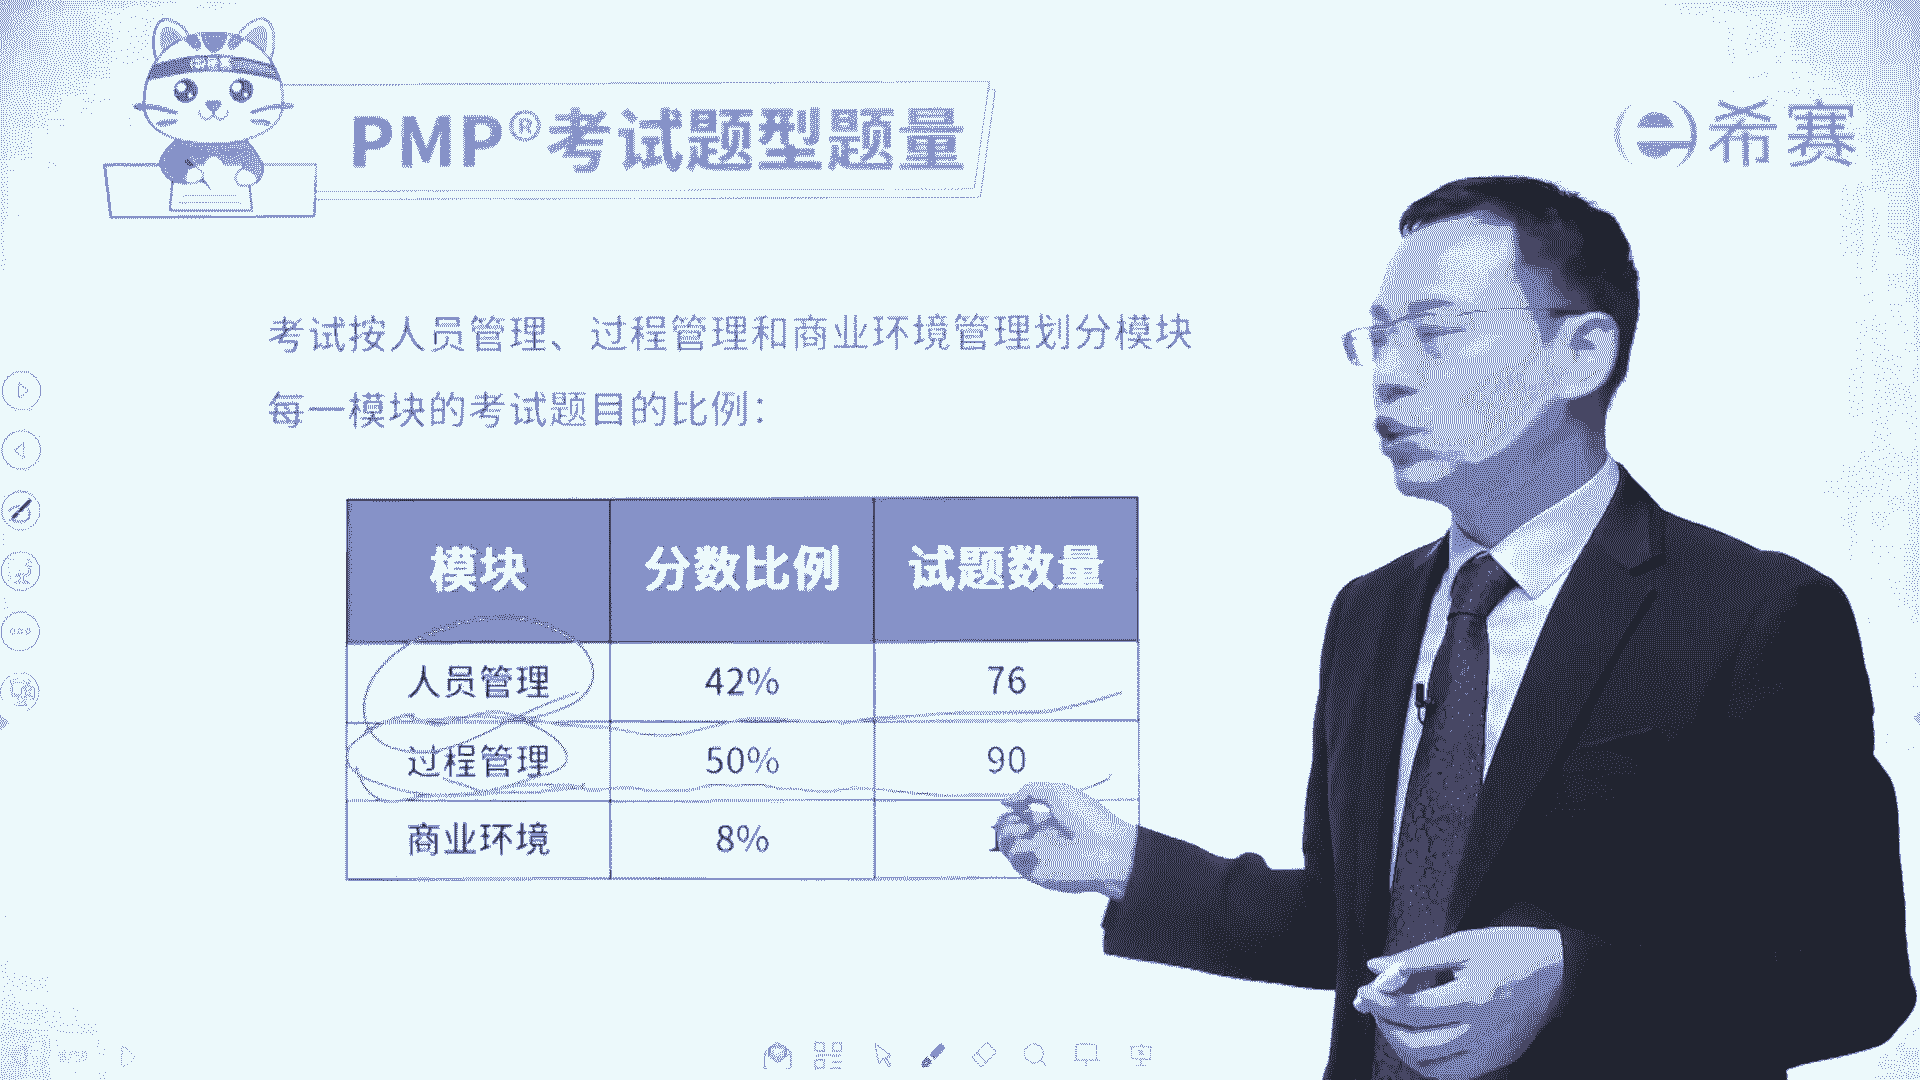 PMP®考试题型题量
希赛
考试按人员管理、过程管理和商业环境管理划分模块
每一模块的考试题目的比例：
模块 分数比例 试题数量
人员管理 42% 76
过程管理 50% 90
商业环境 8%